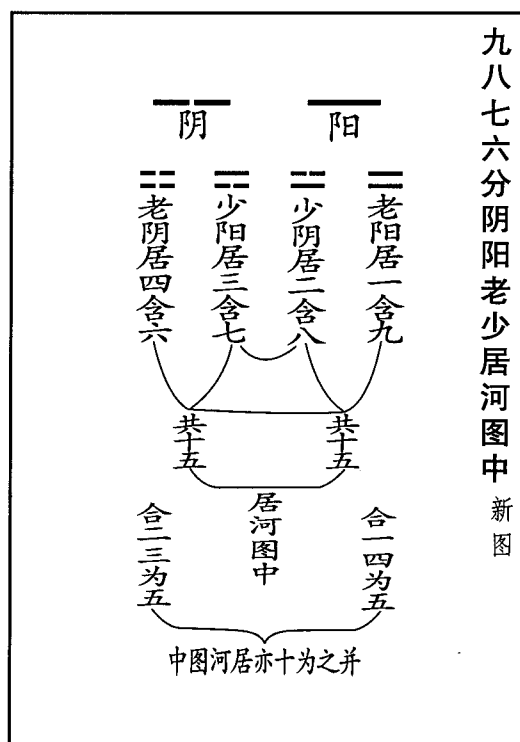 九八七六分阴阳老少居河图中 新图
阳
阴
老阳居一含九
少阴居二含八
少阳居三含七
老阴居四含六
共十五
共十五
居河图中
合一四为五
合二三为五
中图河居亦十为之并